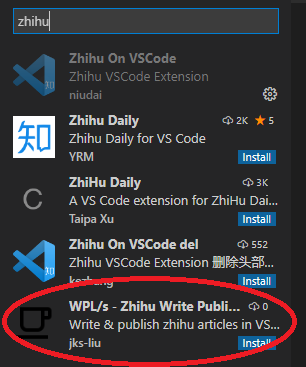 zhihu
Zhihu On VSCode
Zhihu VSCode Extension
niudai
知
Zhihu Daily 2K 5
Zhihu Daily for VS Code
YRM Install
C
ZhiHu Daily 3K
A VS Code extension for ZhiHu Dai...
Taipa Xu Install
Zhihu On VSCode del 552
Zhihu VSCode Extension 删除头部...
kezhang Install
WPL/s - Zhihu Write Publi... 0
Write & publish zhihu articles in VS...
jks-liu Install